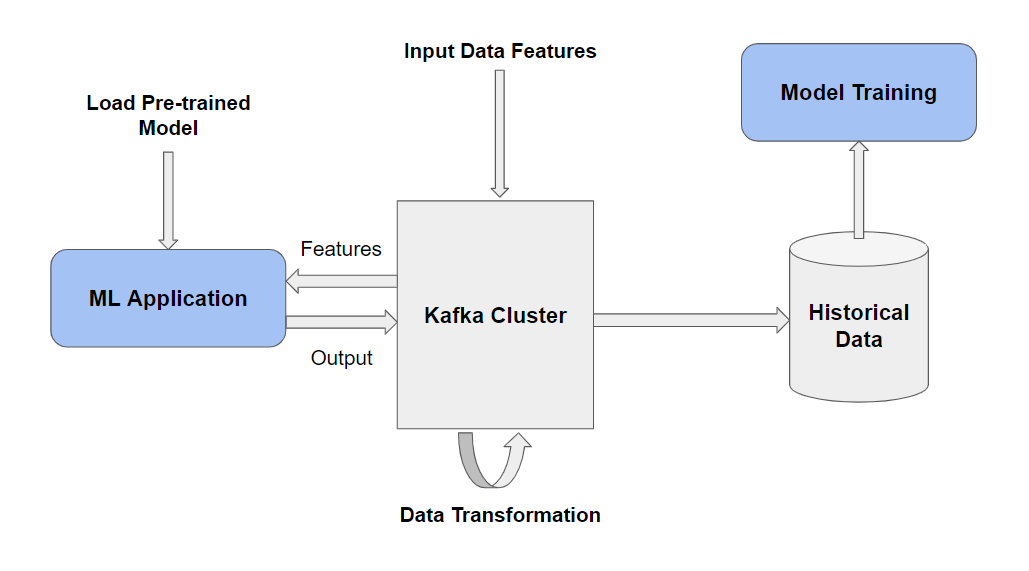 Input Data Features
Model Training
Load Pre-trained
Model
Features
ML Application
Kafka Cluster
Historical
Data
Output
Data Transformation